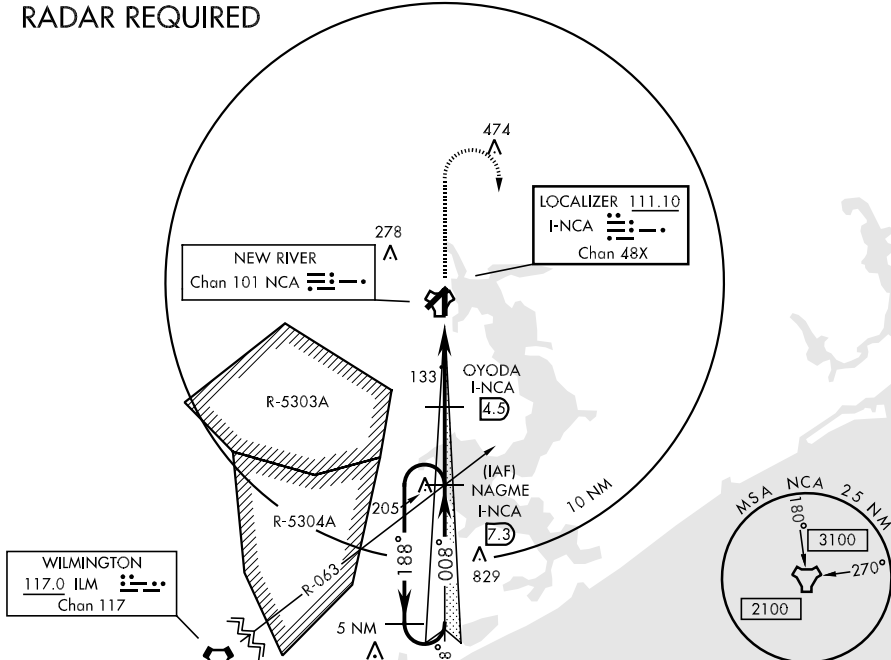 RADAR REQUIRED
474
LOCALIZER 111.10
I-NCA
Chan 48X
278
NEW RIVER
Chan 101 NCA
133
OYODA
I-NCA
4.5
R-5303A
(IAF)
NAGME
I-NCA
7.3
10 NM
205
R-5304A
188°
008°
829
R-063
MSA NCA 25 NM
180°
3100
270°
2100
WILMINGTON
117.0 ILM
Chan 117
5 NM
8°